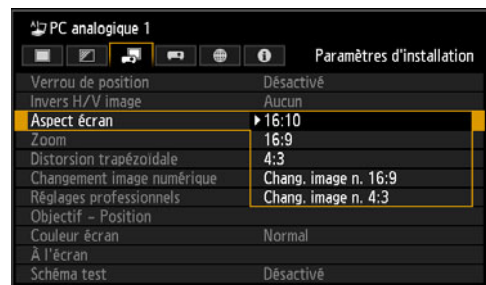 PC analogique 1
Paramètres d'installation
Verrou de position Désactivé
Invers H/V image Aucun
Aspect écran 16:10
Zoom 16:9
Distorsion trapézoïdale 4:3
Changement image numérique Chang. image n. 16:9
Réglages professionnels Chang. image n. 4:3
Objectif – Position
Couleur écran Normal
À l'écran
Schéma test Désactivé